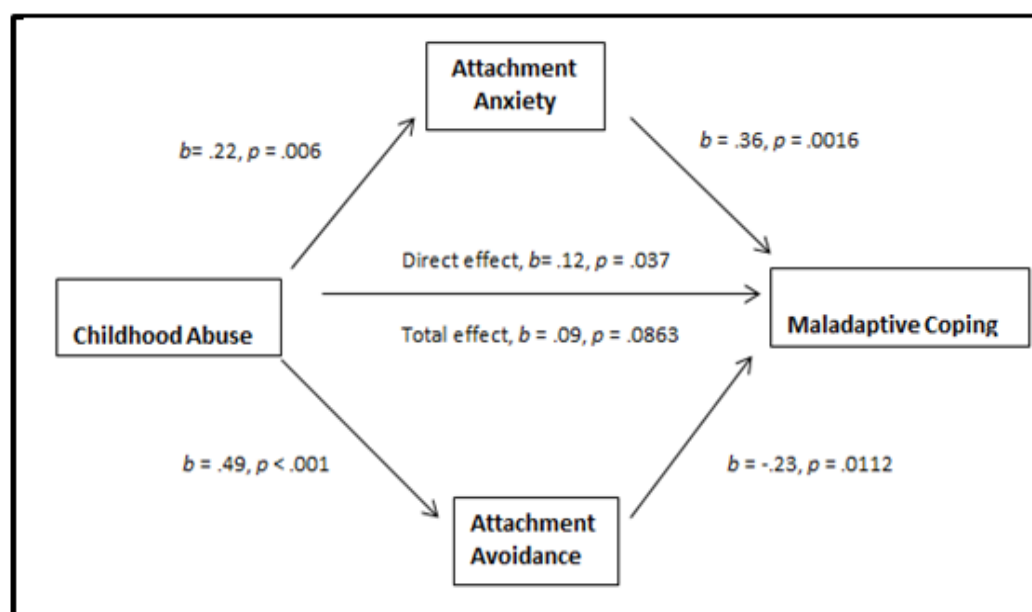 Attachment
Anxiety
b= .22, p = .006
b = .36, p = .0016
Direct effect, b= .12, p = .037
Childhood Abuse
Maladaptive Coping
Total effect, b = .09, p = .0863
b = .49, p < .001
b = -.23, p = .0112
Attachment
Avoidance